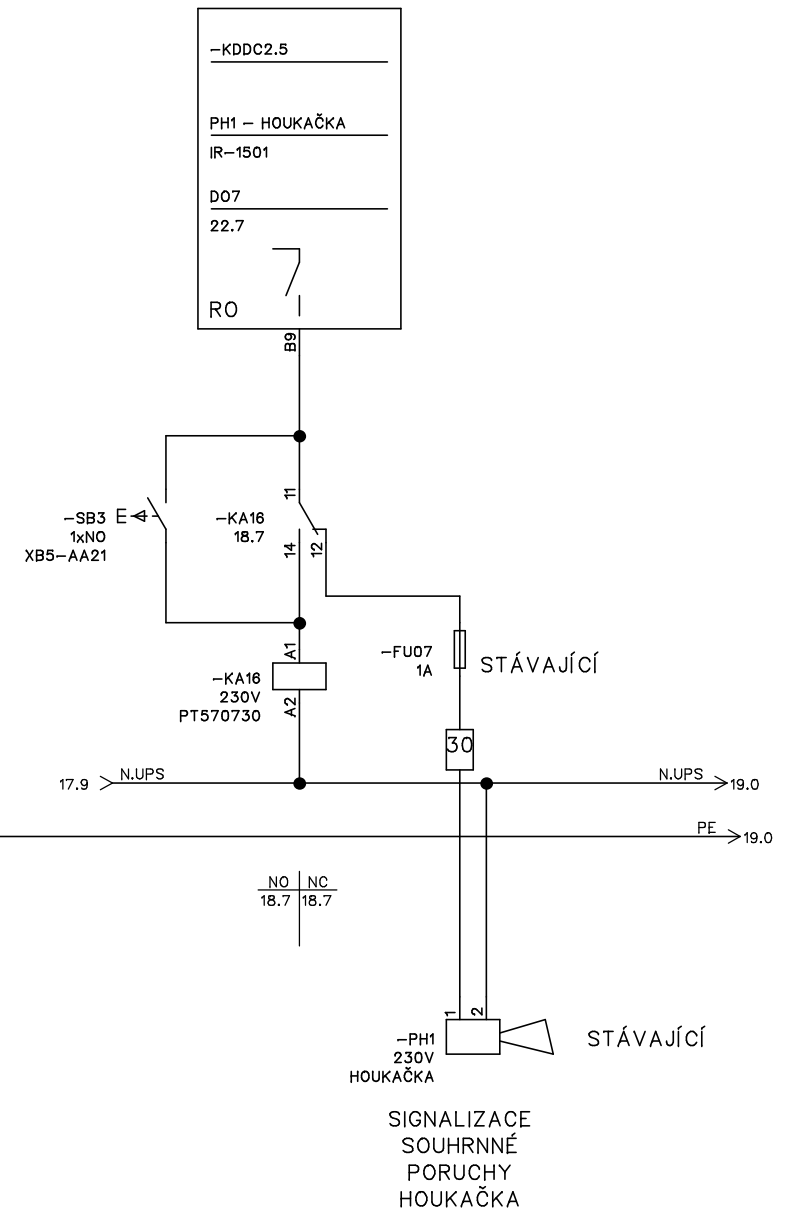 -KDDC2.5
PH1 - HOUKAČKA
IR-1501
DO7
22.7
RO
B9
11
-SB3
1xNO
XB5-AA21
E
-KA16
18.7
14
12
-FU07
1A
STÁVAJÍCÍ
A1
-KA16
230V
PT570730
A2
30
17.9
N.UPS
N.UPS
19.0
PE
19.0
NO
NC
18.7
18.7
1
2
-PH1
230V
HOUKAČKA
STÁVAJÍCÍ
SIGNALIZACE
SOUHRNNÉ
PORUCHY
HOUKAČKA